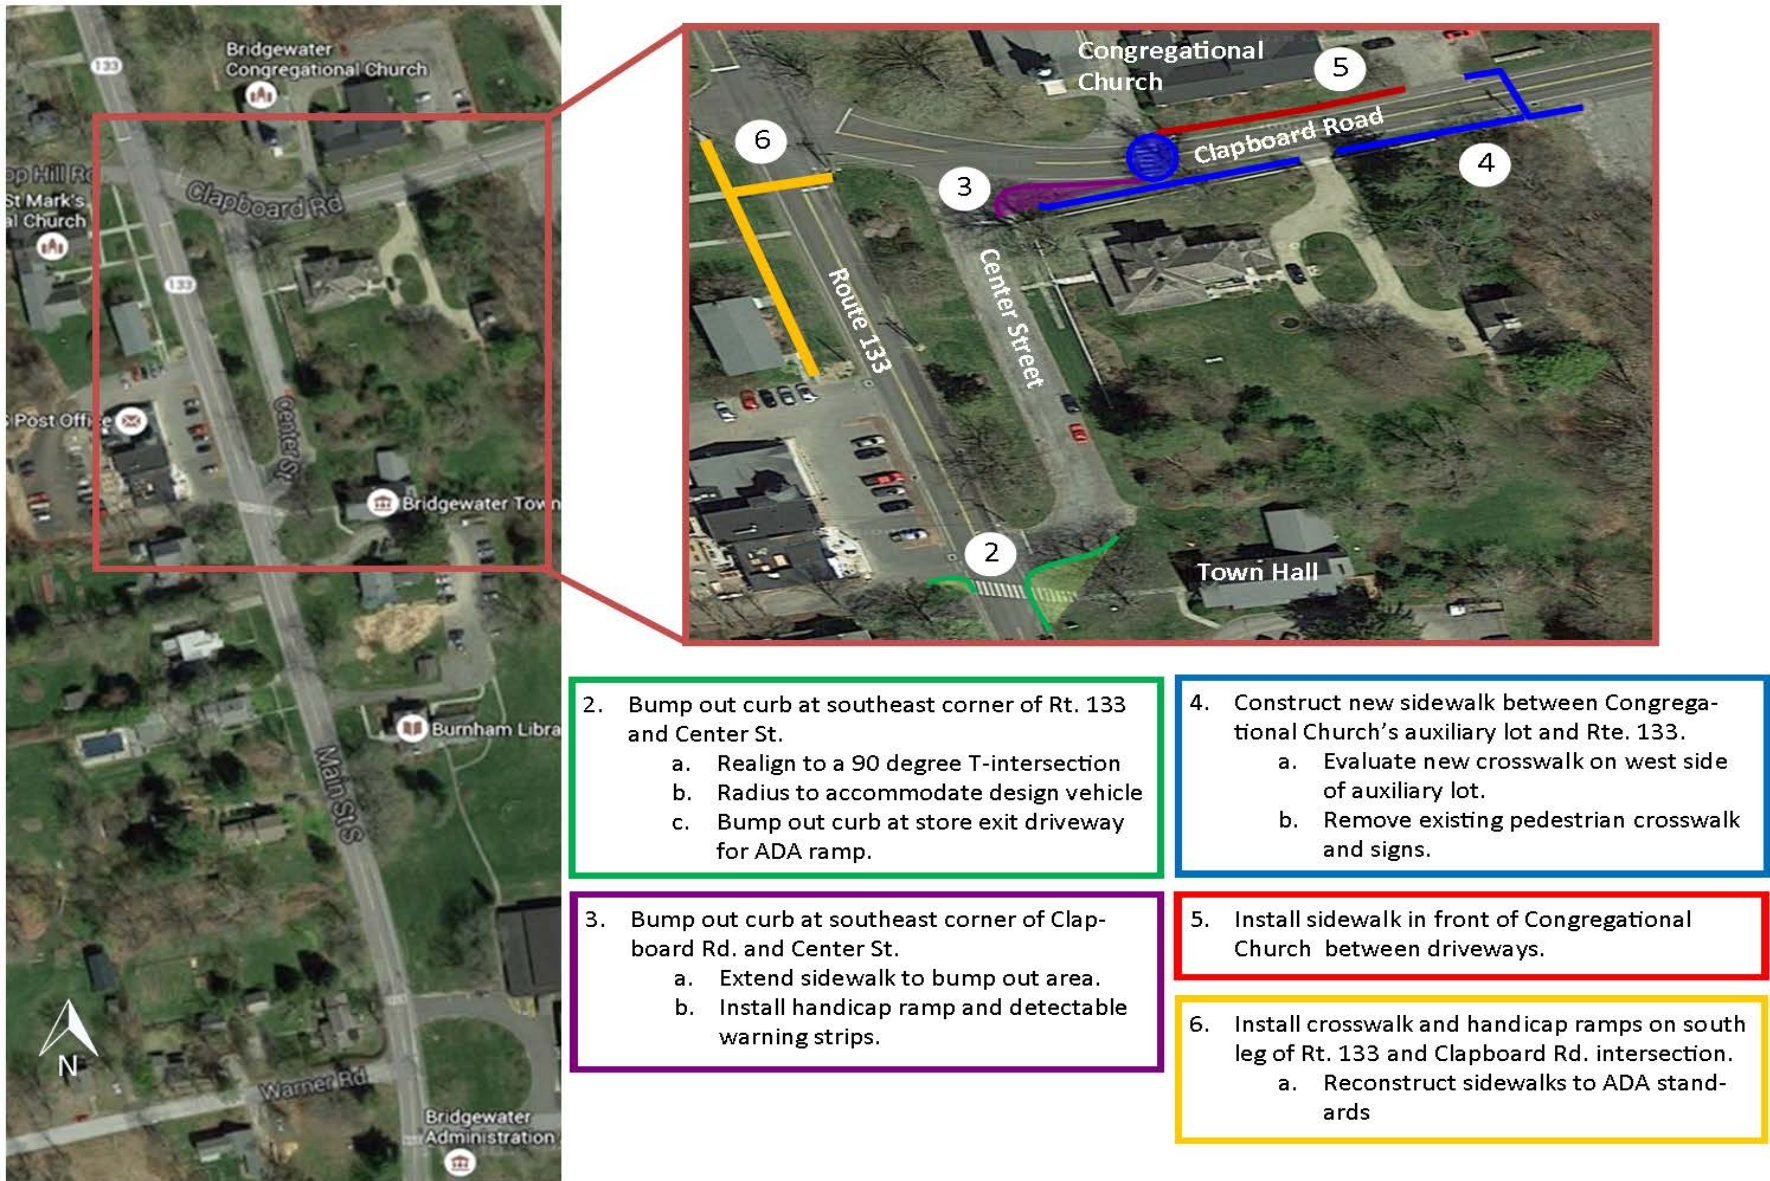 133
Bridgewater
Congregational Church
op Hill Rd
Clapboard Rd
St Mark's
al Church
133
Post Office
Center St
Bridgewater Town
Burnham Libra
Main St S
N
Warner Rd
Bridgewater
Administration
Congregational
Church
5
6
Clapboard Road
4
3
Route 133
Center Street
2
Town Hall
2. Bump out curb at southeast corner of Rt. 133
and Center St.
a. Realign to a 90 degree T-intersection
b. Radius to accommodate design vehicle
c. Bump out curb at store exit driveway
for ADA ramp.
3. Bump out curb at southeast corner of Clap-
board Rd. and Center St.
a. Extend sidewalk to bump out area.
b. Install handicap ramp and detectable
warning strips.
4. Construct new sidewalk between Congrega-
tional Church’s auxiliary lot and Rte. 133.
a. Evaluate new crosswalk on west side
of auxiliary lot.
b. Remove existing pedestrian crosswalk
and signs.
5. Install sidewalk in front of Congregational
Church between driveways.
6. Install crosswalk and handicap ramps on south
leg of Rt. 133 and Clapboard Rd. intersection.
a. Reconstruct sidewalks to ADA stand-
ards